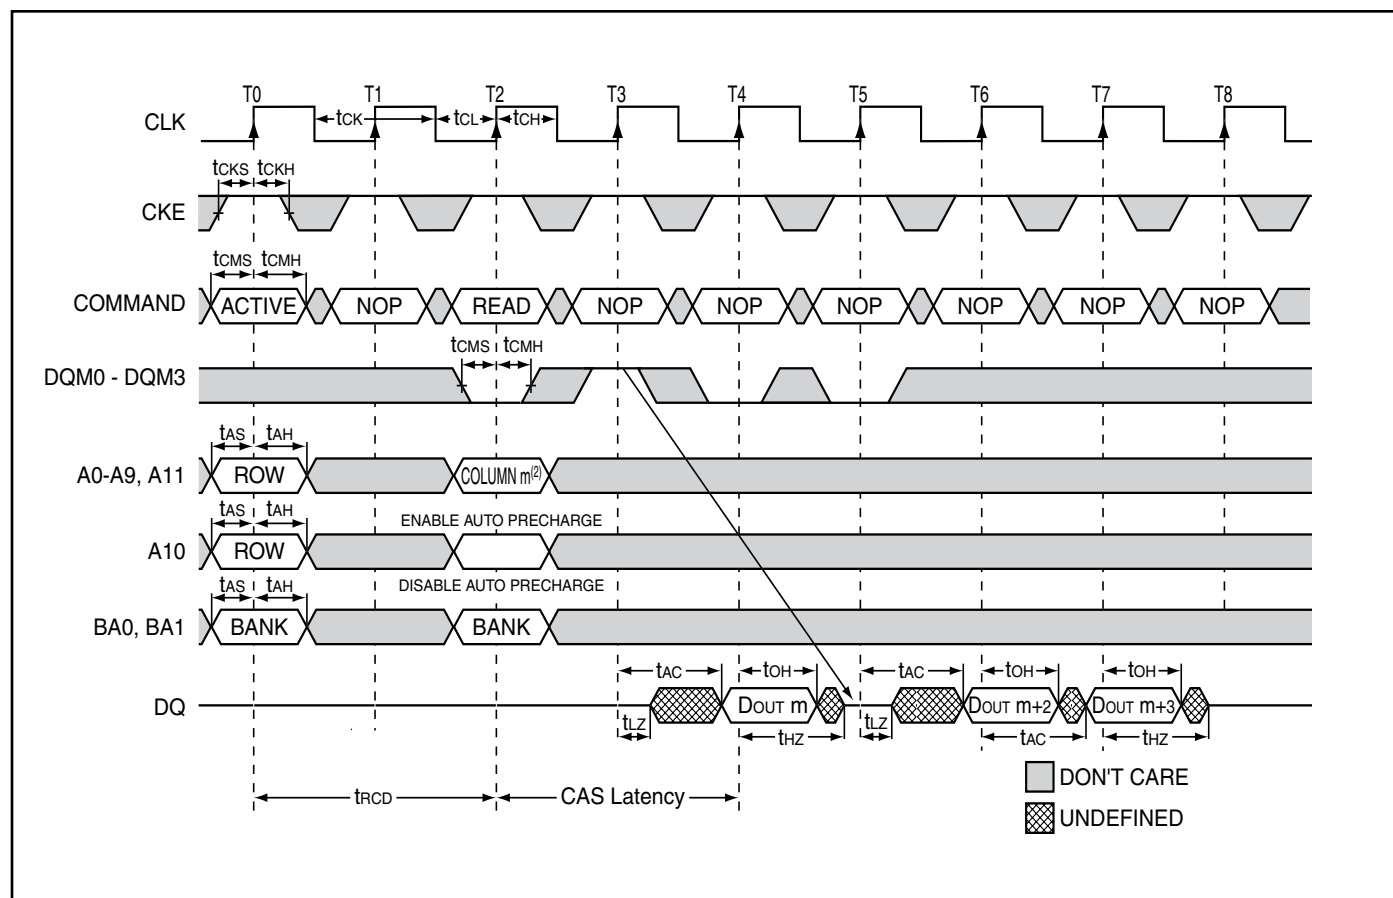 T0 T1 T2 T3 T4 T5 T6 T7 T8
CLK tCK tCL tCH
tCKS tCKH
CKE
tCMS tCMH
COMMAND ACTIVE NOP READ NOP NOP NOP NOP NOP NOP
tCMS tCMH
DQM0 - DQM3
tAS tAH
A0-A9, A11 ROW COLUMN m(2)
tAS tAH ENABLE AUTO PRECHARGE
A10 ROW
tAS tAH DISABLE AUTO PRECHARGE
BA0, BA1 BANK BANK
tAC tOH tAC tOH tOH
DQ DOUT m DOUT m+2 DOUT m+3
tLZ tHZ tLZ tAC tHZ
DON'T CARE
tRCD CAS Latency
UNDEFINED